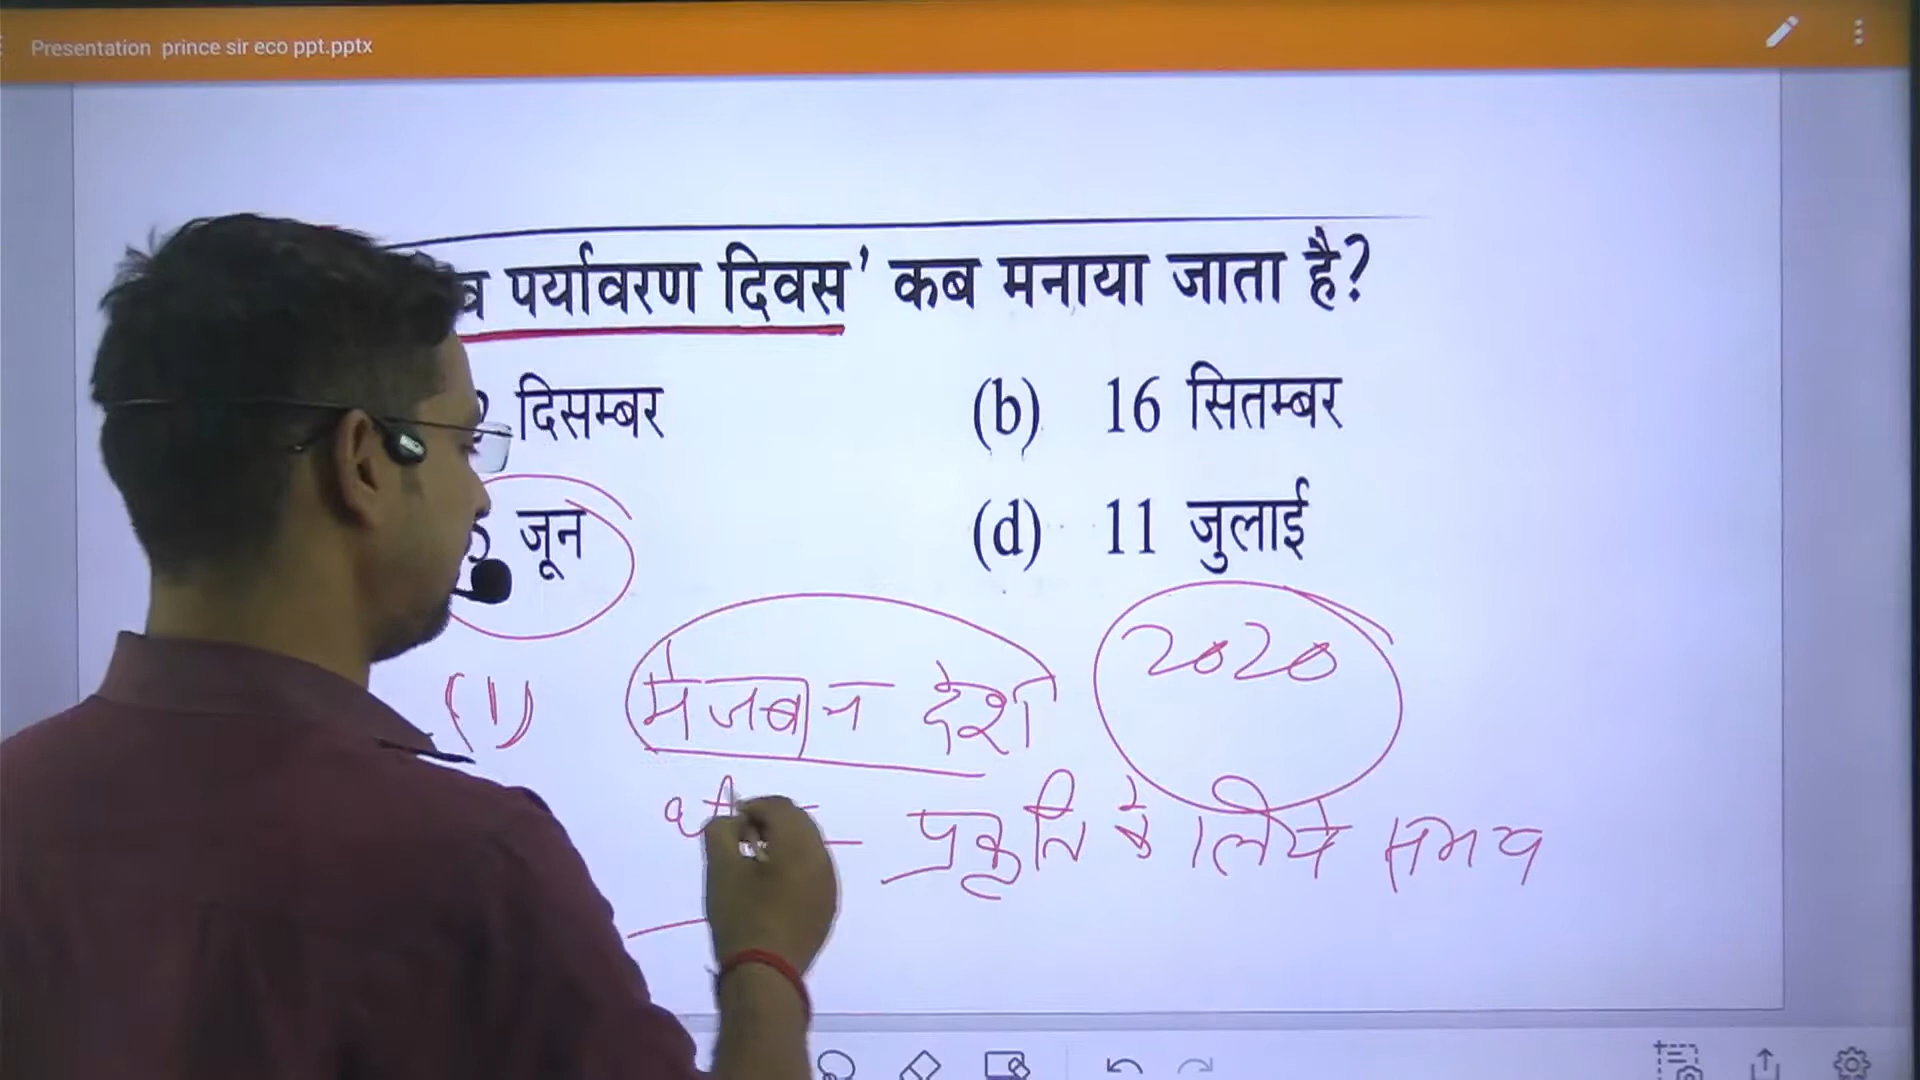 Presentation prince sir eco ppt.pptx
पर्यावरण दिवस' कब मनाया जाता है?
दिसम्बर (b) 16 सितम्बर
जून (d) 11 जुलाई
(1) मेजबान देश 2020
– प्रकृति के लिये समय